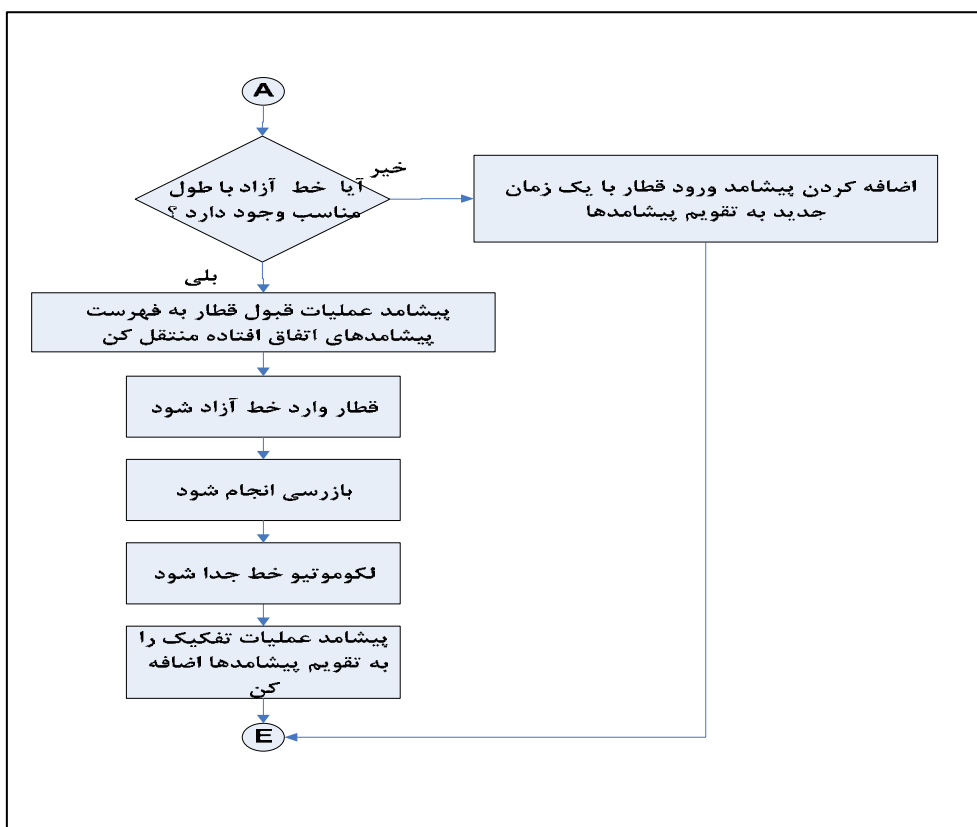 A
خیر
آیا خط آزاد با طول
مناسب وجود دارد ؟
اضافه کردن پیشامد ورود قطار با یک زمان
جدید به تقویم پیشامدها
بلی
پیشامد عملیات قبول قطار به فهرست
پیشامدهای اتفاق افتاده منتقل کن
قطار وارد خط آزاد شود
بازرسی انجام شود
لکوموتیو خط جدا شود
پیشامد عملیات تفکیک را
به تقویم پیشامدها اضافه
کن
E